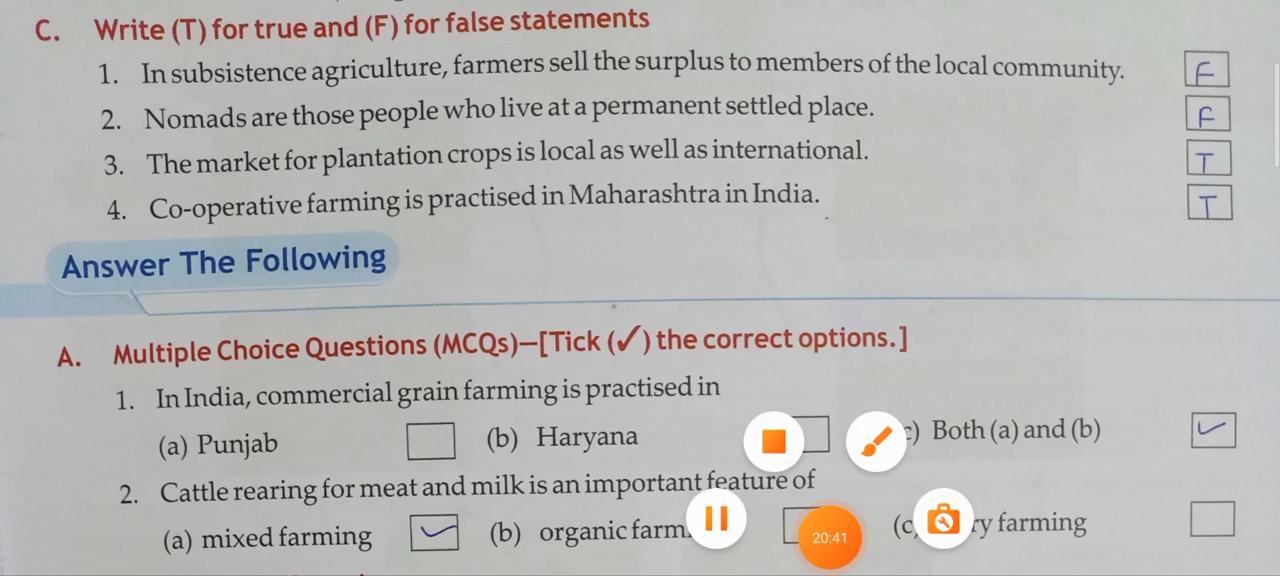 C. Write (T) for true and (F) for false statements
1. In subsistence agriculture, farmers sell the surplus to members of the local community. F
2. Nomads are those people who live at a permanent settled place. F
3. The market for plantation crops is local as well as international. T
4. Co-operative farming is practised in Maharashtra in India. T
Answer The Following
A. Multiple Choice Questions (MCQs)–[Tick (✓) the correct options.]
1. In India, commercial grain farming is practised in
(a) Punjab (b) Haryana c) Both (a) and (b) ✓
2. Cattle rearing for meat and milk is an important feature of
(a) mixed farming ✓ (b) organic farm (c ry farming
20:41